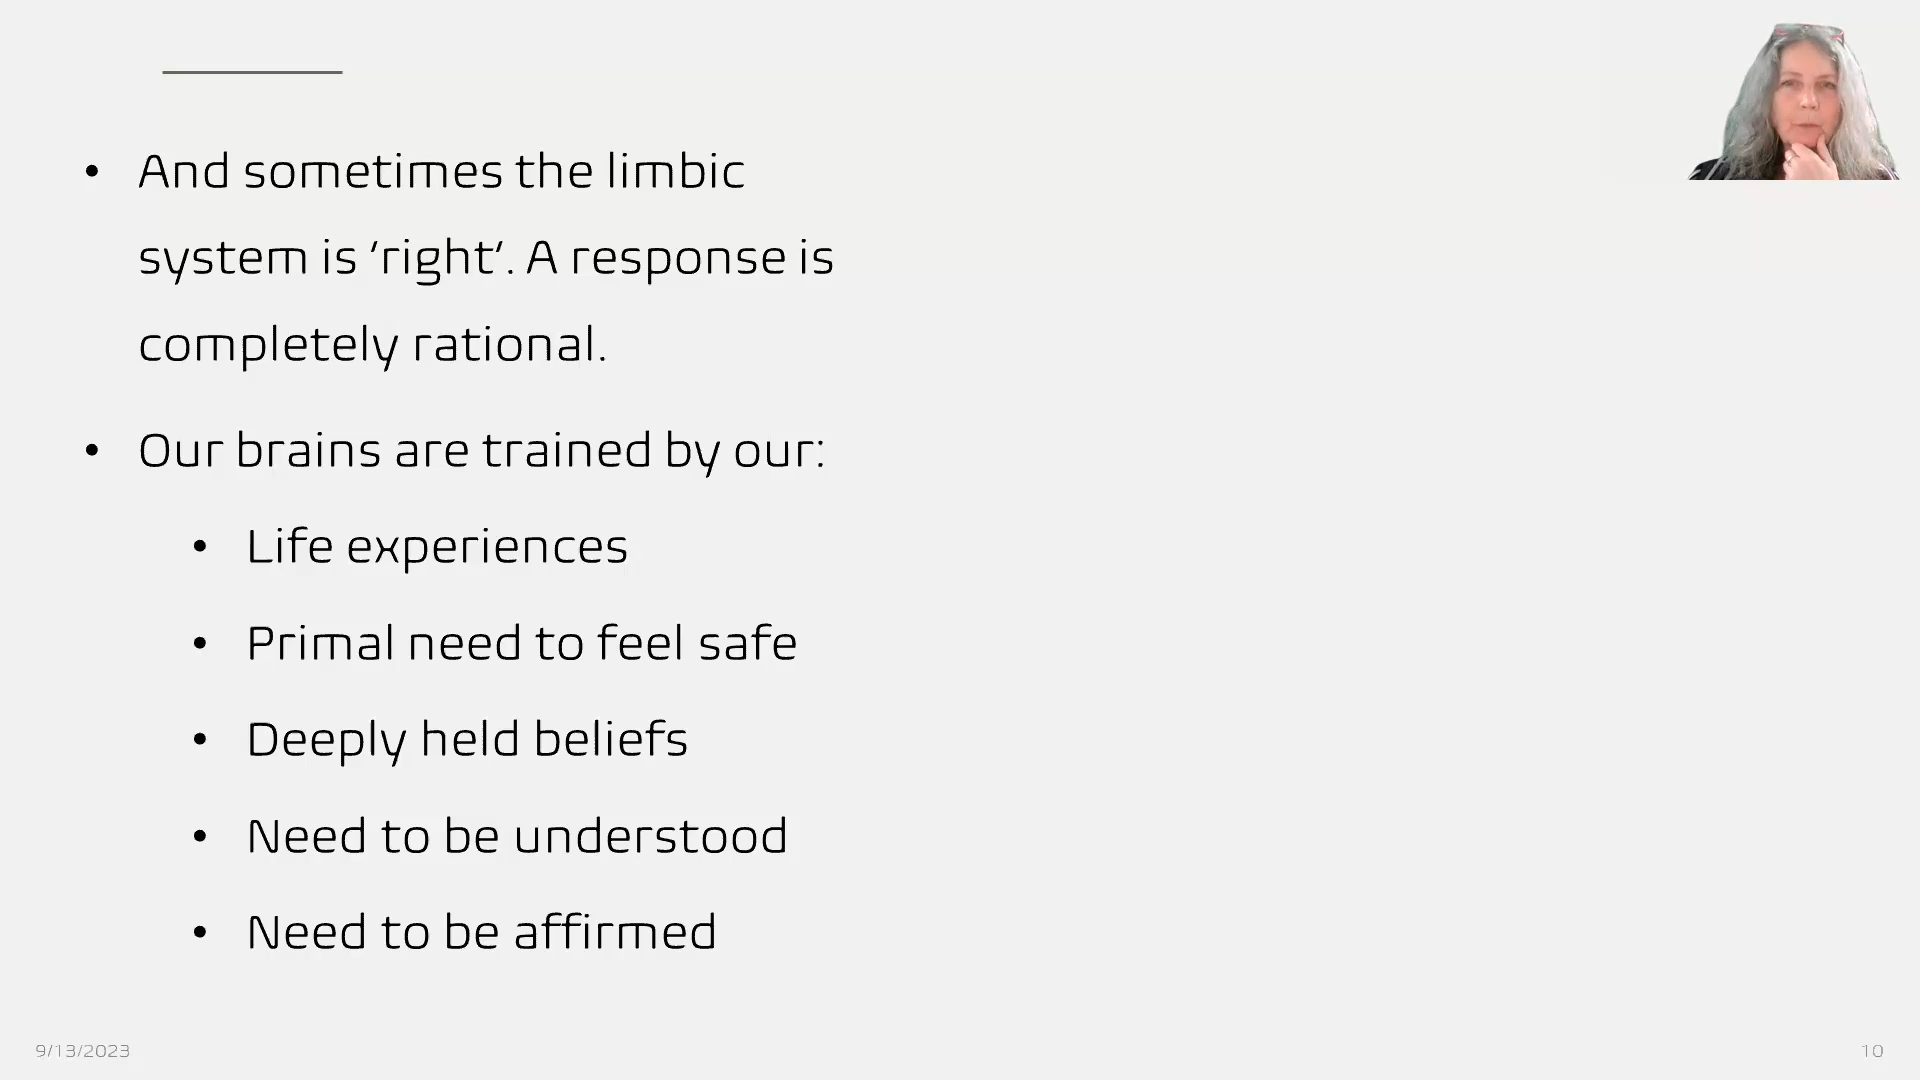 And sometimes the limbic
system is ‘right’. A response is
completely rational.
Our brains are trained by our:
Life experiences
Primal need to feel safe
Deeply held beliefs
Need to be understood
Need to be affirmed
9/13/2023
10